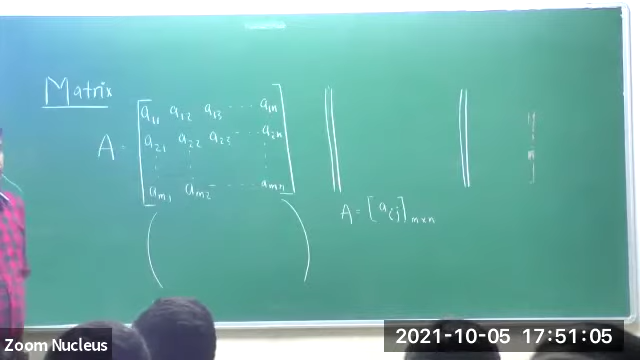 Matrix
A = [ a11 a12 a13 ... a1n
a21 a22 a23 ... a2n
⋮ ⋮ ⋮
am1 am2 - ... amn ]
( )
|| ||
A = [aij]m×n
Zoom Nucleus
2021-10-05 17:51:05